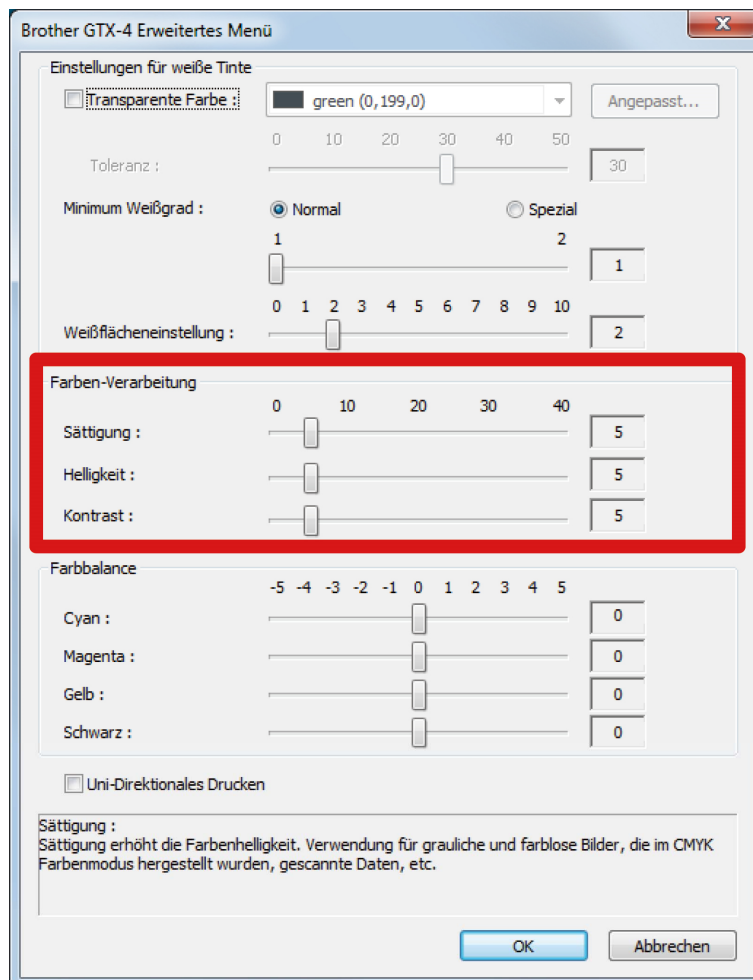 Brother GTX-4 Erweitertes Menü
Einstellungen für weiße Tinte
Transparente Farbe : green (0,199,0) Angepasst...
0 10 20 30 40 50
Toleranz : 30
Minimum Weißgrad : Normal Spezial
1 2
1
0 1 2 3 4 5 6 7 8 9 10
Weißflächeneinstellung : 2
Farben-Verarbeitung
0 10 20 30 40
Sättigung : 5
Helligkeit : 5
Kontrast : 5
Farbbalance
-5 -4 -3 -2 -1 0 1 2 3 4 5
Cyan : 0
Magenta : 0
Gelb : 0
Schwarz : 0
Uni-Direktionales Drucken
Sättigung :
Sättigung erhöht die Farbenhelligkeit. Verwendung für grauliche und farblose Bilder, die im CMYK
Farbenmodus hergestellt wurden, gescannte Daten, etc.
OK Abbrechen